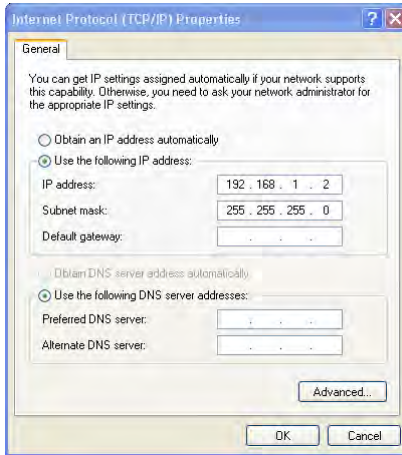 Internet Protocol (TCP/IP) Properties
General
You can get IP settings assigned automatically if your network supports
this capability. Otherwise, you need to ask your network administrator for
the appropriate IP settings.
Obtain an IP address automatically
Use the following IP address:
IP address: 192 . 168 . 1 . 2
Subnet mask: 255 . 255 . 255 . 0
Default gateway: . . .
Obtain DNS server address automatically
Use the following DNS server addresses:
Preferred DNS server: . . .
Alternate DNS server: . . .
Advanced...
OK Cancel